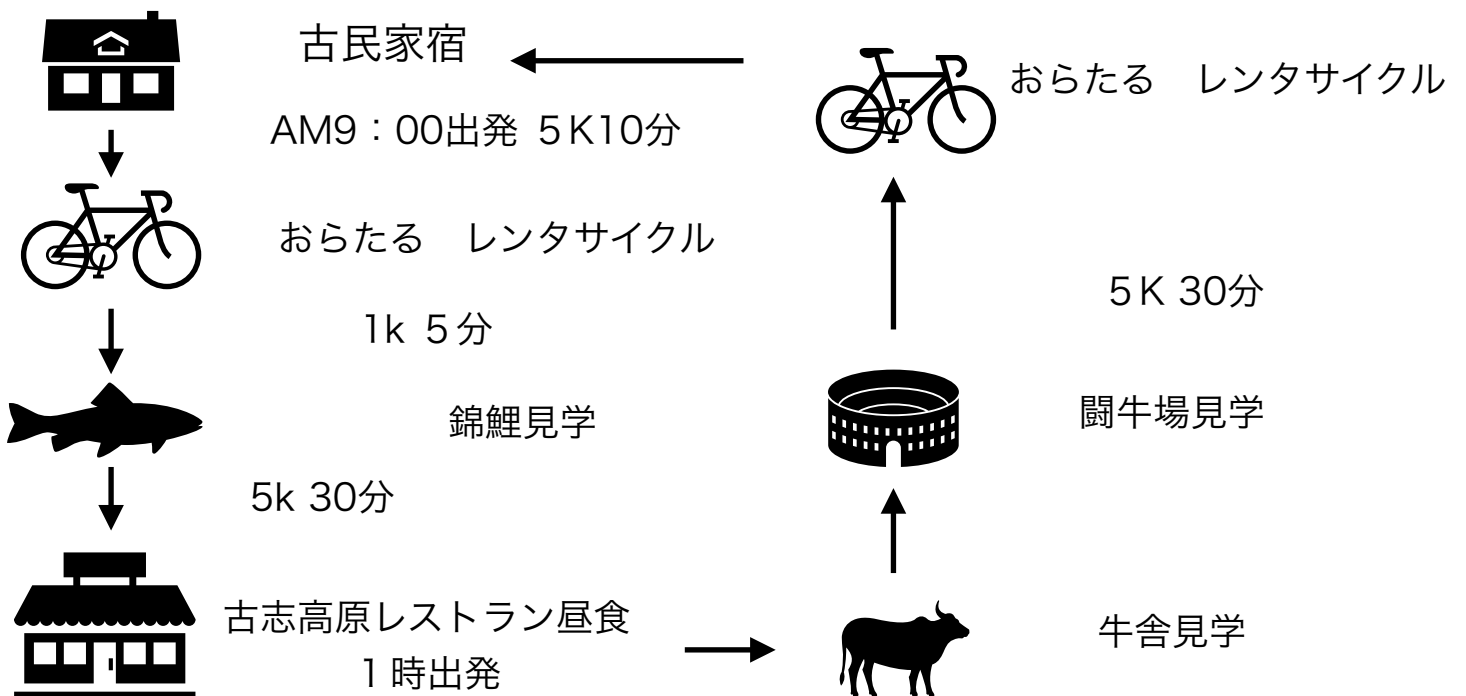 古民家宿
AM9：00出発 ５K10分
おらたる　レンタサイクル
1k ５分
錦鯉見学
5k 30分
古志高原レストラン昼食
１時出発
牛舎見学
闘牛場見学
５K 30分
おらたる　レンタサイクル